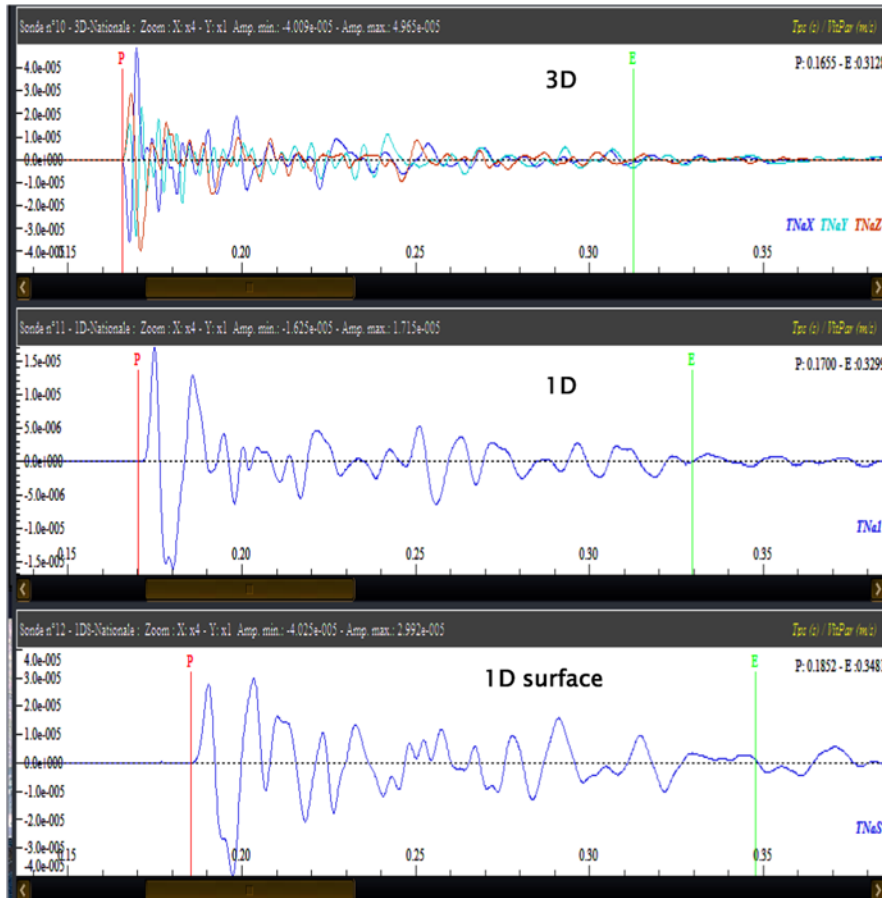 Sonde n°10 - 3D-Nationale : Zoom : X: x4 - Y: x1 Amp. min.: -4.009e-005 - Amp. max.: 4.965e-005 Tps (s) / VitPar (m/s)
P E P: 0.1655 - E :0.3128
3D
4.0e-005
3.0e-005
2.0e-005
1.0e-005
0.0e+000
-1.0e-005
-2.0e-005
-3.0e-005
-4.0e-005
TNaX TNaY TNaZ
0.15 0.20 0.25 0.30 0.35
Sonde n°11 - 1D-Nationale : Zoom : X: x4 - Y: x1 Amp. min.: -1.625e-005 - Amp. max.: 1.715e-005 Tps (s) / VitPar (m/s)
P E P: 0.1700 - E :0.3299
1D
1.5e-005
1.0e-005
5.0e-006
0.0e+000
-5.0e-006
-1.0e-005
-1.5e-005
TNa1
0.15 0.20 0.25 0.30 0.35
Sonde n°12 - 1DS-Nationale : Zoom : X: x4 - Y: x1 Amp. min.: -4.025e-005 - Amp. max.: 2.992e-005 Tps (s) / VitPar (m/s)
P E P: 0.1852 - E :0.348
1D surface
4.0e-005
3.0e-005
2.0e-005
1.0e-005
0.0e+000
-1.0e-005
-2.0e-005
-3.0e-005
-4.0e-005
TNaS
0.15 0.20 0.25 0.30 0.35